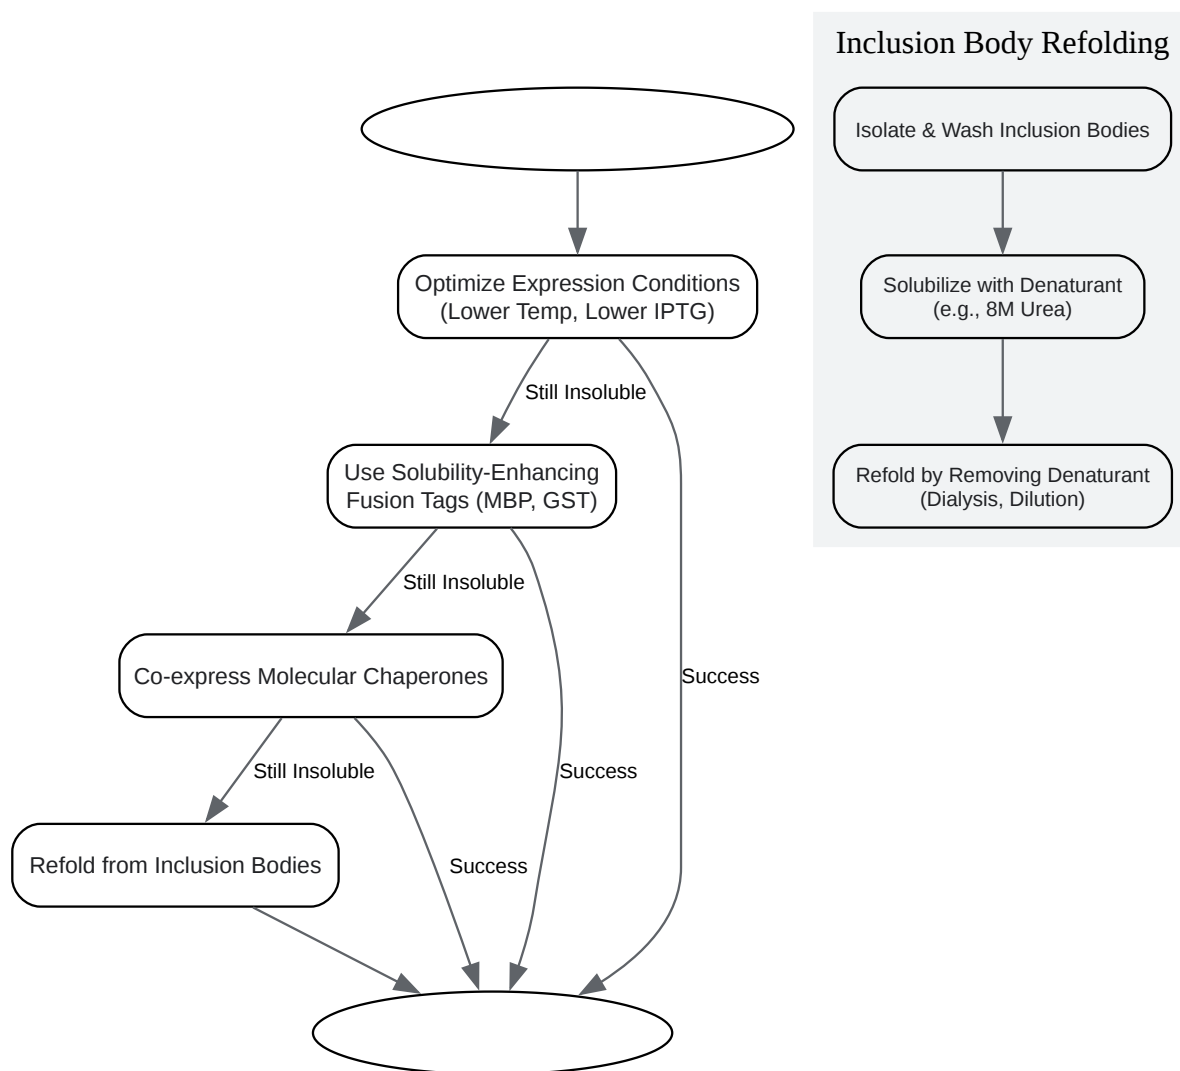 Inclusion Body Refolding
Isolate & Wash Inclusion Bodies
Solubilize with Denaturant
(e.g., 8M Urea)
Refold by Removing Denaturant
(Dialysis, Dilution)
Optimize Expression Conditions
(Lower Temp, Lower IPTG)
Still Insoluble
Use Solubility-Enhancing
Fusion Tags (MBP, GST)
Still Insoluble
Co-express Molecular Chaperones
Success
Still Insoluble
Success
Refold from Inclusion Bodies
Success